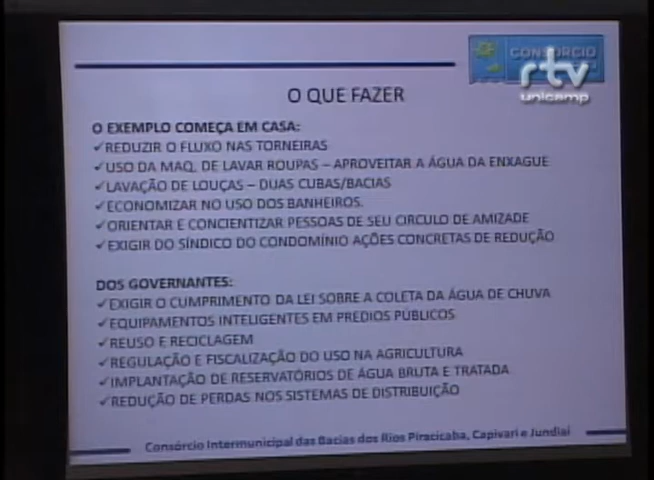 CONSÓRCIO
rtv
unicamp
O QUE FAZER
O EXEMPLO COMEÇA EM CASA:
✓REDUZIR O FLUXO NAS TORNEIRAS
✓USO DA MAQ. DE LAVAR ROUPAS – APROVEITAR A ÁGUA DA ENXAGUE
✓LAVAÇÃO DE LOUÇAS – DUAS CUBAS/BACIAS
✓ECONOMIZAR NO USO DOS BANHEIROS.
✓ORIENTAR E CONCIENTIZAR PESSOAS DE SEU CIRCULO DE AMIZADE
✓EXIGIR DO SÍNDICO DO CONDOMÍNIO AÇÕES CONCRETAS DE REDUÇÃO
DOS GOVERNANTES:
✓EXIGIR O CUMPRIMENTO DA LEI SOBRE A COLETA DA ÁGUA DE CHUVA
✓EQUIPAMENTOS INTELIGENTES EM PREDIOS PÚBLICOS
✓REUSO E RECICLAGEM
✓REGULAÇÃO E FISCALIZAÇÃO DO USO NA AGRICULTURA
✓IMPLANTAÇÃO DE RESERVATÓRIOS DE ÁGUA BRUTA E TRATADA
✓REDUÇÃO DE PERDAS NOS SISTEMAS DE DISTRIBUIÇÃO
Consórcio Intermunicipal das Bacias dos Rios Piracicaba, Capivari e Jundiaí